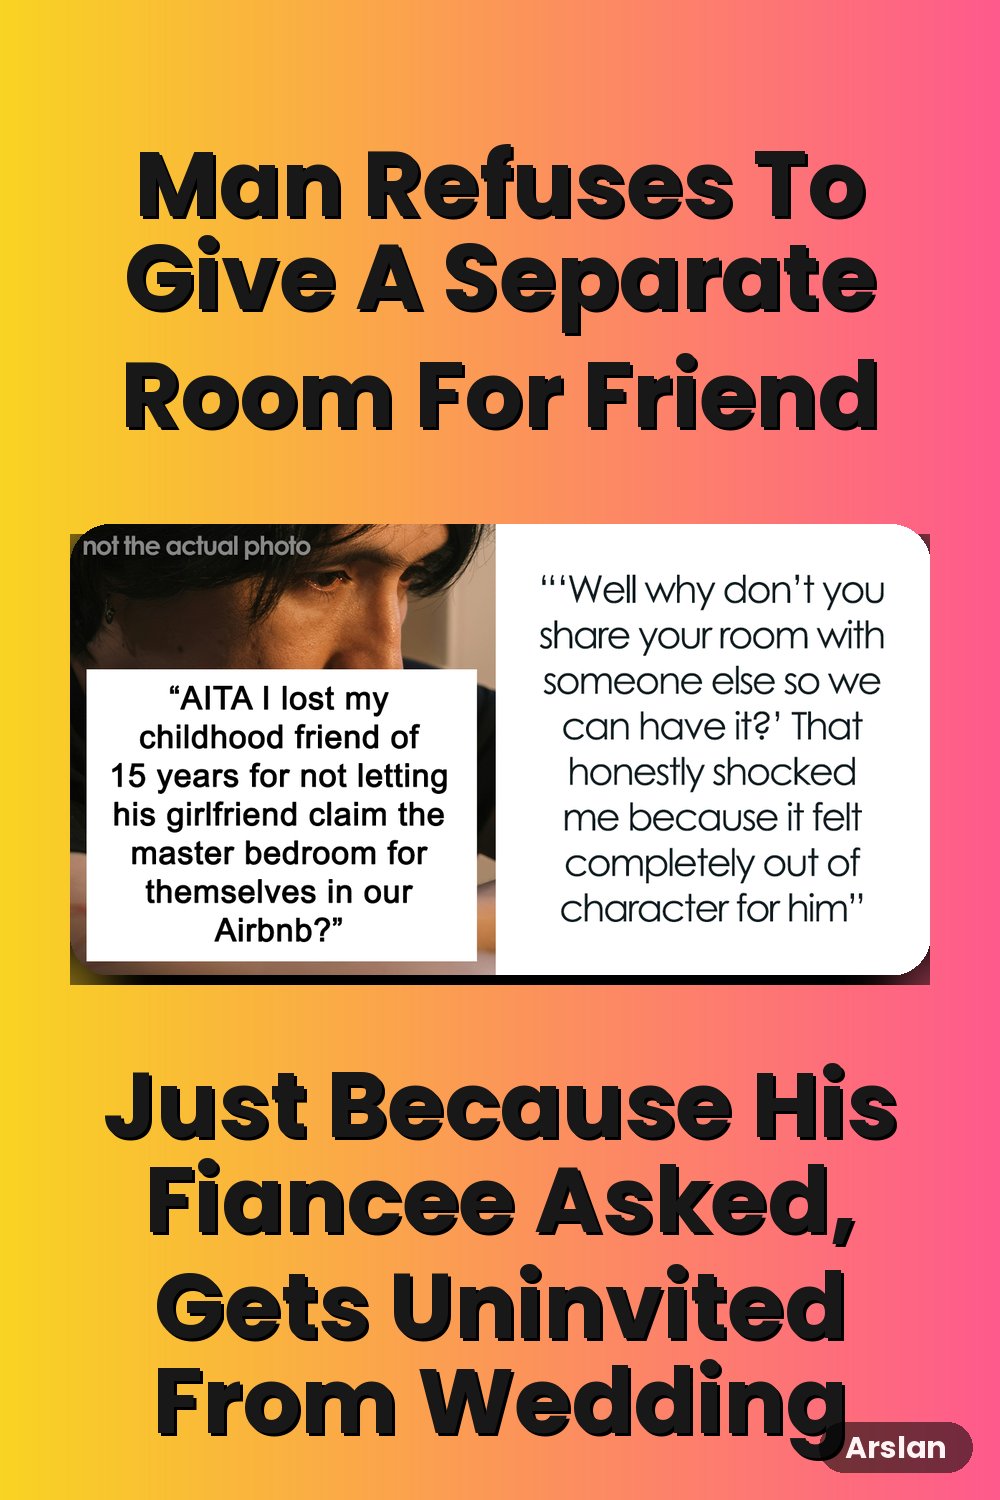 Man Refuses To
Give A Separate
Room For Friend
not the actual photo
“AITA I lost my
childhood friend of
15 years for not letting
his girlfriend claim the
master bedroom for
themselves in our
Airbnb?”
“‘Well why don’t you
share your room with
someone else so we
can have it?’ That
honestly shocked
me because it felt
completely out of
character for him”
Just Because His
Fiancee Asked,
Gets Uninvited
From Wedding
Arslan